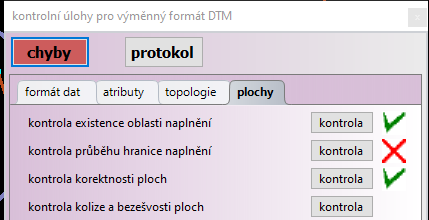 kontrolní úlohy pro výměnný formát DTM
chyby protokol
formát dat atributy topologie plochy
kontrola existence oblasti naplnění kontrola
kontrola průběhu hranice naplnění kontrola
kontrola korektnosti ploch kontrola
kontrola kolize a bezešvosti ploch kontrola